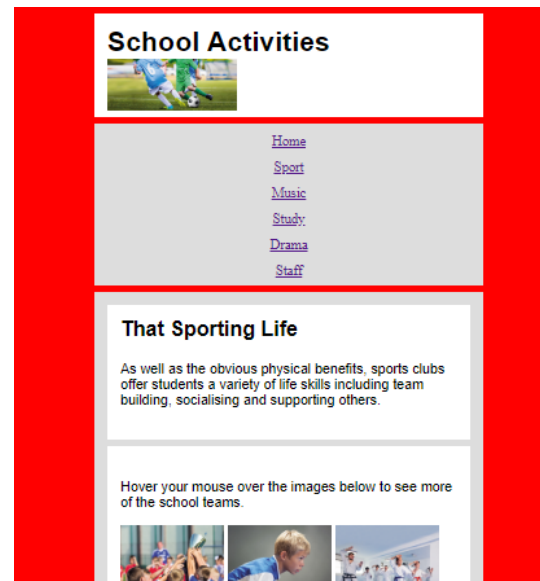 School Activities
Home
Sport
Music
Study
Drama
Staff
That Sporting Life
As well as the obvious physical benefits, sports clubs
offer students a variety of life skills including team
building, socialising and supporting others.
Hover your mouse over the images below to see more
of the school teams.